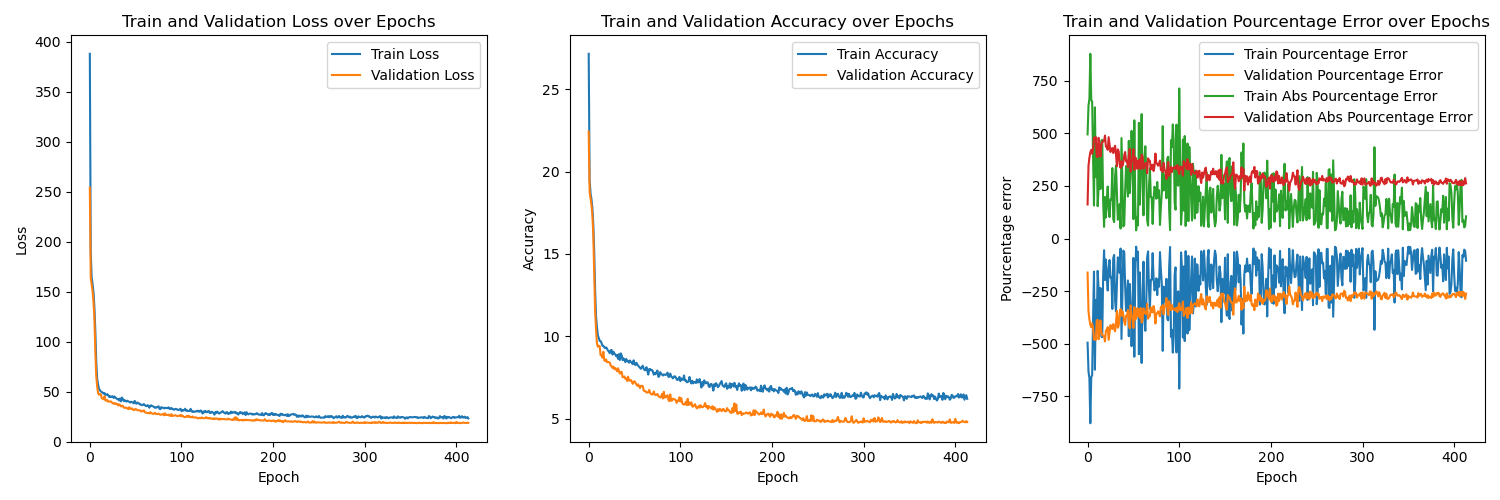 Train and Validation Loss over Epochs
400
350
300
250
200
150
100
50
0
Loss
0 100 200 300 400
Epoch
Train Loss
Validation Loss
Train and Validation Accuracy over Epochs
25
20
15
10
5
Accuracy
0 100 200 300 400
Epoch
Train Accuracy
Validation Accuracy
Train and Validation Pourcentage Error over Epochs
750
500
250
0
−250
−500
−750
Pourcentage error
0 100 200 300 400
Epoch
Train Pourcentage Error
Validation Pourcentage Error
Train Abs Pourcentage Error
Validation Abs Pourcentage Error